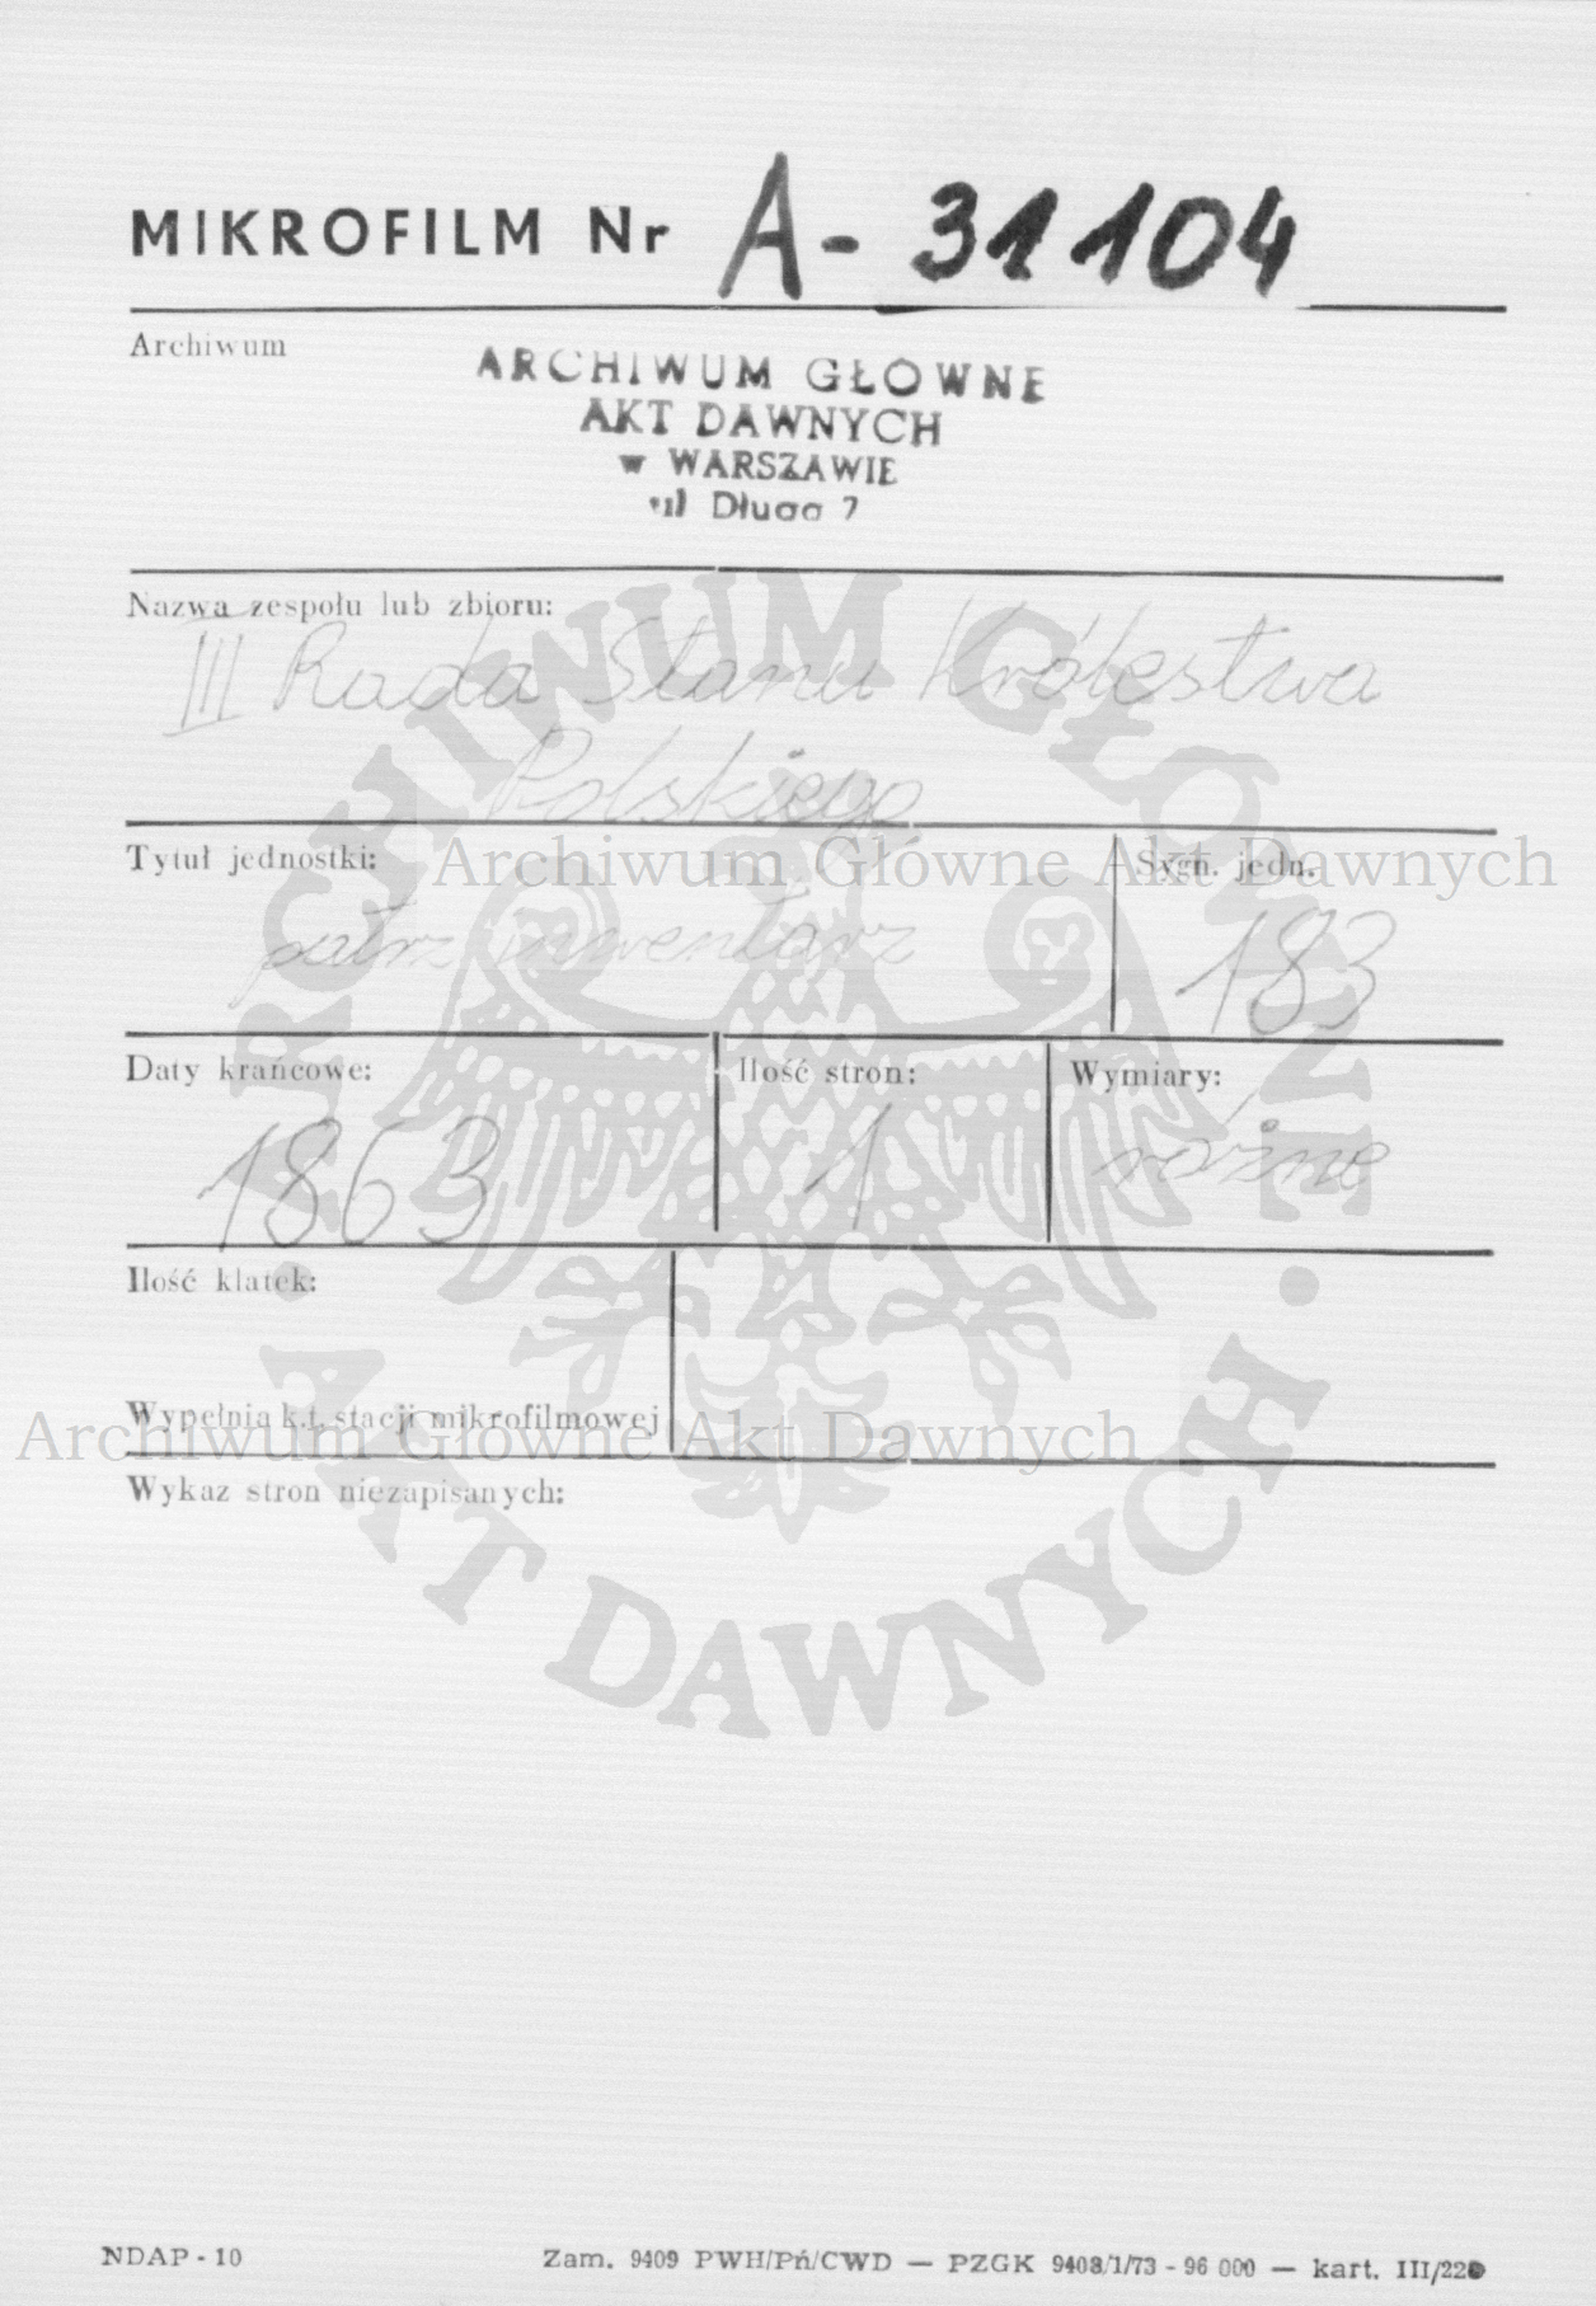 MIKROFILM Nr A- 31104
Archiwum
ARCHIWUM GŁÓWNE
AKT DAWNYCH
w WARSZAWIE
ul Długa 7
Nazwa zespołu lub zbioru:
III Rada Stanu Królestwa
Polskiego
Tytuł jednostki:
patrz inwentarz
Sygn. jedn.
183
Daty krańcowe:
1863
Ilość stron:
1
Wymiary:
różne
Ilość klatek:
Wypełnia k.t. stacji mikrofilmowej
Wykaz stron niezapisanych:
Archiwum Główne Akt Dawnych
Archiwum Główne Akt Dawnych
ARCHIWUM GŁÓWNE · AKT DAWNYCH ·
NDAP - 10
Zam. 9409 PWH/Pń/CWD — PZGK 9408/1/73 - 96 000 — kart. III/220